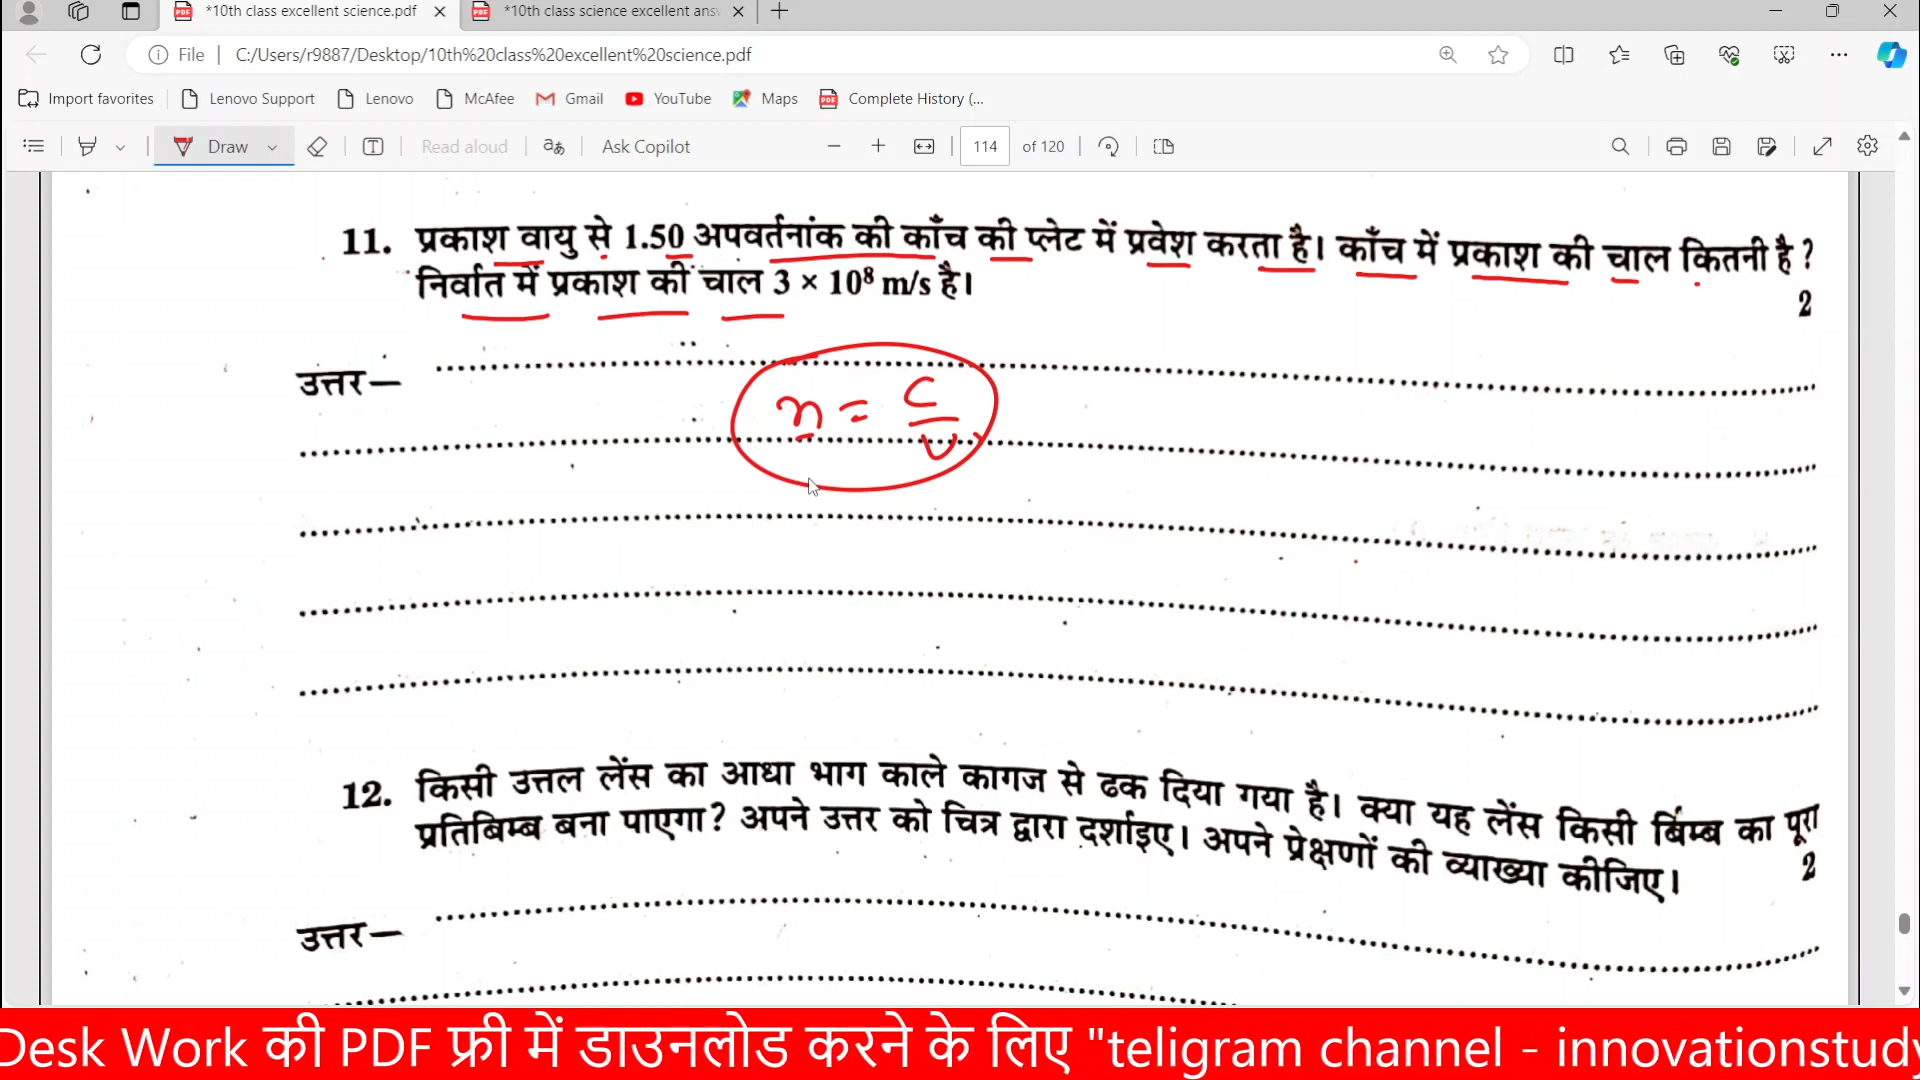 *10th class excellent science.pdf
*10th class science excellent ans
File
C:/Users/r9887/Desktop/10th%20class%20excellent%20science.pdf
Import favorites
Lenovo Support
Lenovo
McAfee
Gmail
YouTube
Maps
Complete History (...
Draw
Read aloud
Ask Copilot
114
of 120
11. प्रकाश वायु से 1.50 अपवर्तनांक की काँच की प्लेट में प्रवेश करता है। काँच में प्रकाश की चाल कितनी है?
निर्वात में प्रकाश की चाल 3 × 10⁸ m/s है।
2
उत्तर—
n = c/v
12. किसी उत्तल लेंस का आधा भाग काले कागज से ढक दिया गया है। क्या यह लेंस किसी बिम्ब का पूरा
प्रतिबिम्ब बना पाएगा? अपने उत्तर को चित्र द्वारा दर्शाइए। अपने प्रेक्षणों की व्याख्या कीजिए।
2
उत्तर—
Desk Work की PDF फ्री में डाउनलोड करने के लिए "teligram channel - innovationstudy